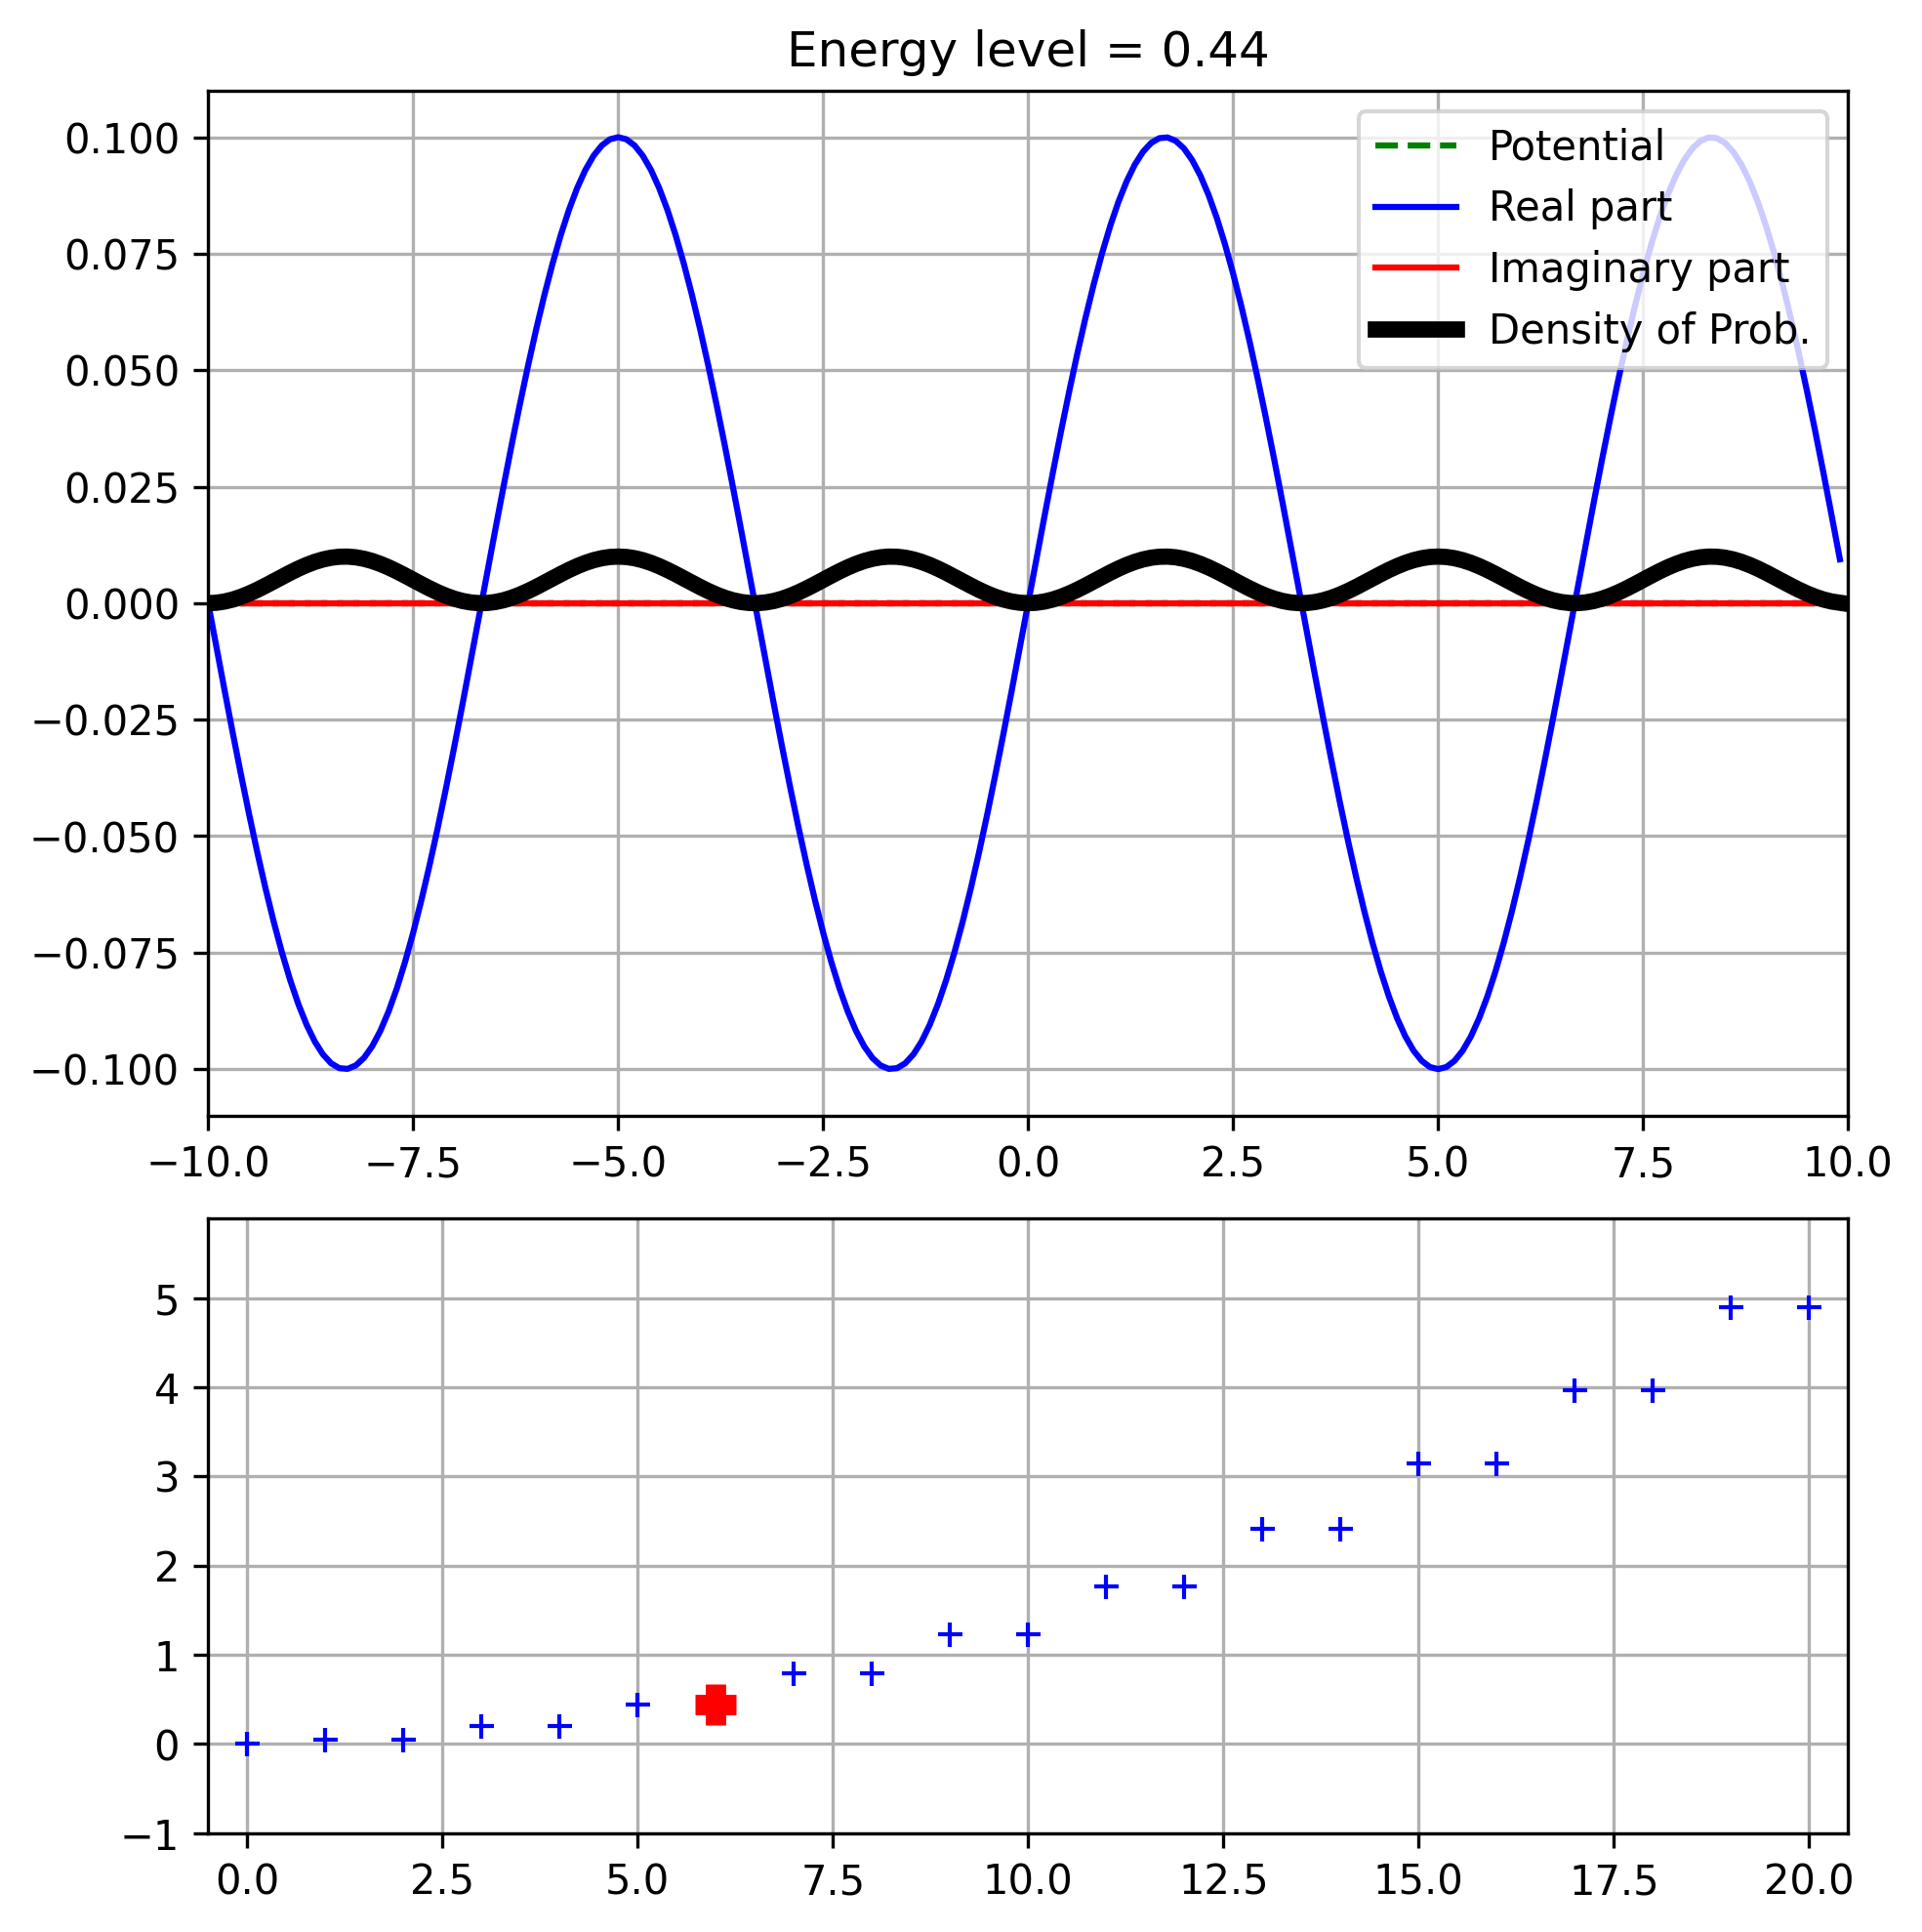 Energy level = 0.44
0.100
0.075
0.050
0.025
0.000
−0.025
−0.050
−0.075
−0.100
Potential
Real part
Imaginary part
Density of Prob.
−10.0 −7.5 −5.0 −2.5 0.0 2.5 5.0 7.5 10.0
5
4
3
2
1
0
−1
0.0 2.5 5.0 7.5 10.0 12.5 15.0 17.5 20.0